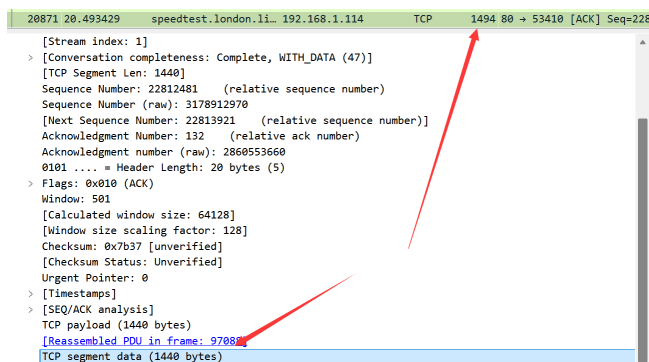 20871 20.493429 speedtest.london.li… 192.168.1.114 TCP 1494 80 → 53410 [ACK] Seq=228
[Stream index: 1]
> [Conversation completeness: Complete, WITH_DATA (47)]
[TCP Segment Len: 1440]
Sequence Number: 22812481 (relative sequence number)
Sequence Number (raw): 3178912970
[Next Sequence Number: 22813921 (relative sequence number)]
Acknowledgment Number: 132 (relative ack number)
Acknowledgment number (raw): 2860553660
0101 .... = Header Length: 20 bytes (5)
> Flags: 0x010 (ACK)
Window: 501
[Calculated window size: 64128]
[Window size scaling factor: 128]
Checksum: 0x7b37 [unverified]
[Checksum Status: Unverified]
Urgent Pointer: 0
> [Timestamps]
> [SEQ/ACK analysis]
TCP payload (1440 bytes)
[Reassembled PDU in frame:
TCP segment data (1440 bytes)